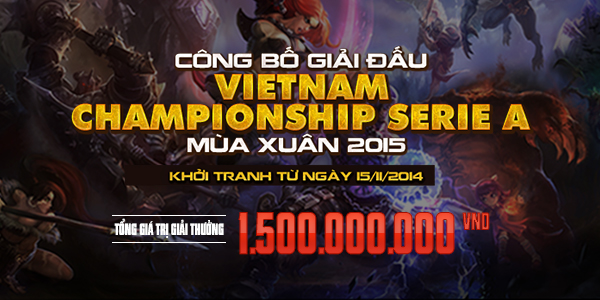 CÔNG BỐ GIẢI ĐẤU
VIETNAM
CHAMPIONSHIP SERIE A
MÙA XUÂN 2015
KHỞI TRANH TỪ NGÀY 15/11/2014
TỔNG GIÁ TRỊ GIẢI THƯỞNG 1.500.000.000 VND